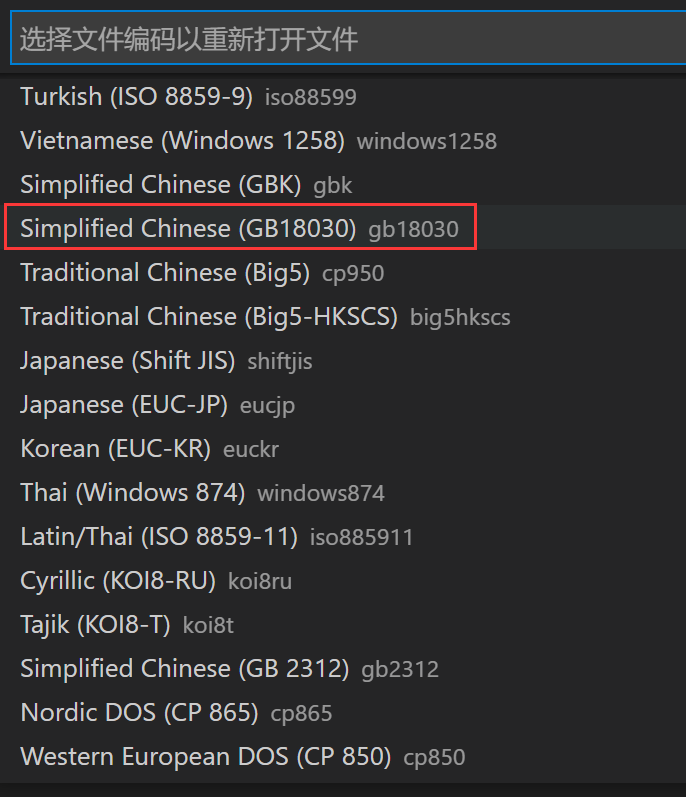 选择文件编码以重新打开文件
Turkish (ISO 8859-9) iso88599
Vietnamese (Windows 1258) windows1258
Simplified Chinese (GBK) gbk
Simplified Chinese (GB18030) gb18030
Traditional Chinese (Big5) cp950
Traditional Chinese (Big5-HKSCS) big5hkscs
Japanese (Shift JIS) shiftjis
Japanese (EUC-JP) eucjp
Korean (EUC-KR) euckr
Thai (Windows 874) windows874
Latin/Thai (ISO 8859-11) iso885911
Cyrillic (KOI8-RU) koi8ru
Tajik (KOI8-T) koi8t
Simplified Chinese (GB 2312) gb2312
Nordic DOS (CP 865) cp865
Western European DOS (CP 850) cp850